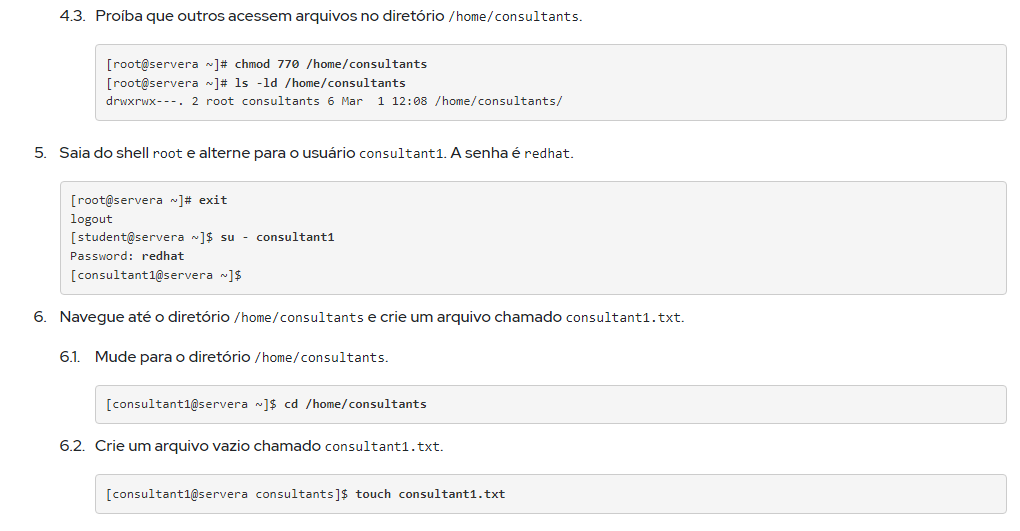 4.3. Proíba que outros acessem arquivos no diretório /home/consultants.
[root@servera ~]# chmod 770 /home/consultants
[root@servera ~]# ls -ld /home/consultants
drwxrwx---. 2 root consultants 6 Mar  1 12:08 /home/consultants/
5. Saia do shell root e alterne para o usuário consultant1. A senha é redhat.
[root@servera ~]# exit
logout
[student@servera ~]$ su - consultant1
Password: redhat
[consultant1@servera ~]$
6. Navegue até o diretório /home/consultants e crie um arquivo chamado consultant1.txt.
6.1. Mude para o diretório /home/consultants.
[consultant1@servera ~]$ cd /home/consultants
6.2. Crie um arquivo vazio chamado consultant1.txt.
[consultant1@servera consultants]$ touch consultant1.txt